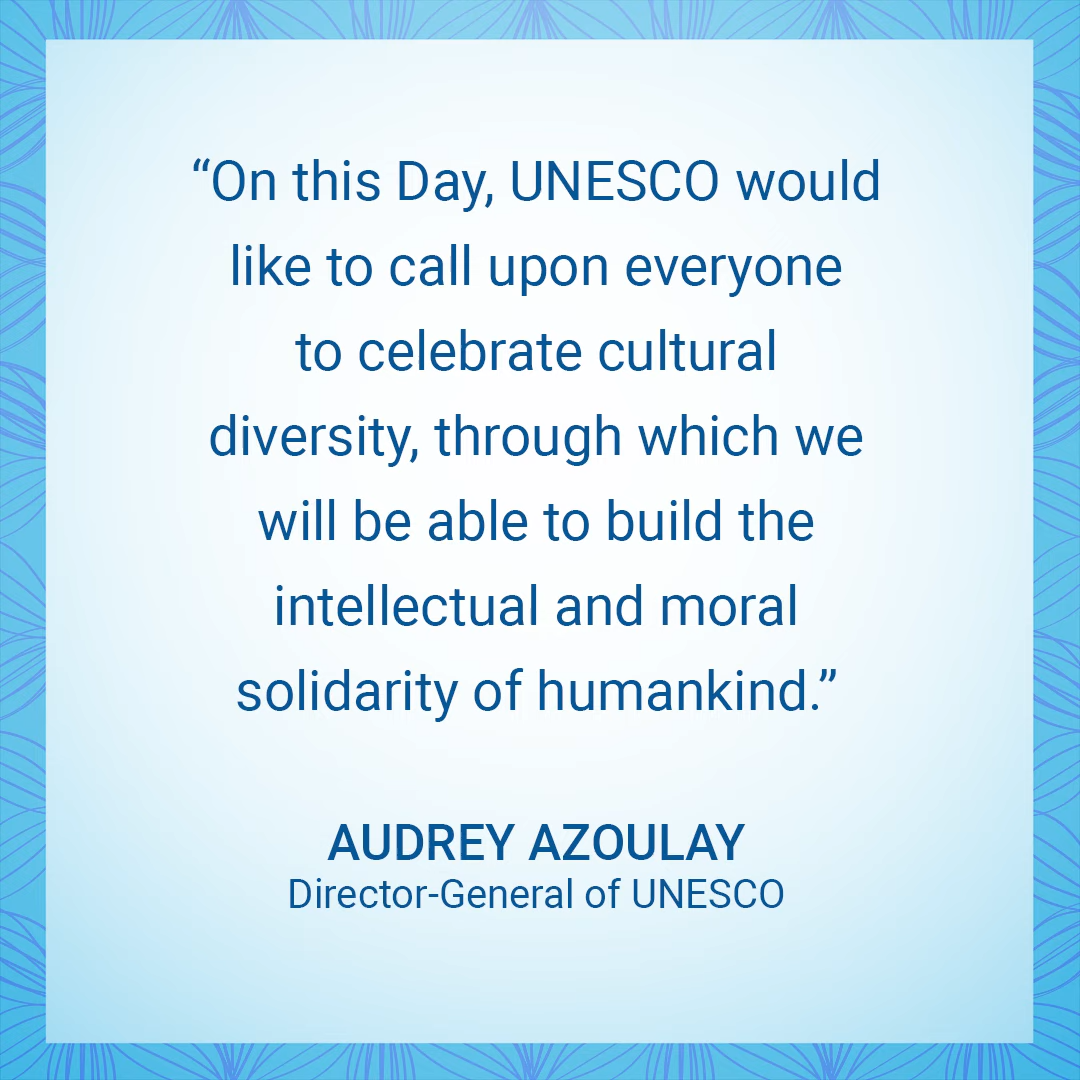 “On this Day, UNESCO would
like to call upon everyone
to celebrate cultural
diversity, through which we
will be able to build the
intellectual and moral
solidarity of humankind.”
AUDREY AZOULAY
Director-General of UNESCO